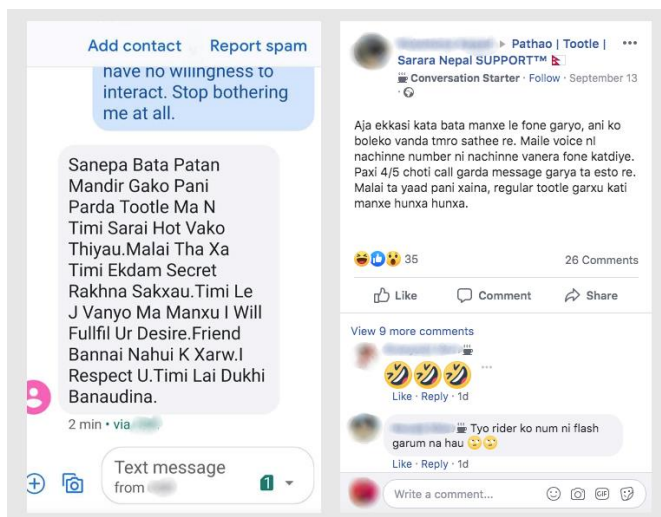 Add contact Report spam
have no willingness to
interact. Stop bothering
me at all.
Sanepa Bata Patan
Mandir Gako Pani
Parda Tootle Ma N
Timi Sarai Hot Vako
Thiyau.Malai Tha Xa
Timi Ekdam Secret
Rakhna Sakxau.Timi Le
J Vanyo Ma Manxu I Will
Fullfil Ur Desire.Friend
Bannai Nahui K Xarw.I
Respect U.Timi Lai Dukhi
Banaudina.
2 min • via
Text message
from
1
Pathao | Tootle |
Sarara Nepal SUPPORT™
Conversation Starter · Follow · September 13
Aja ekkasi kata bata manxe le fone garyo, ani ko
boleko vanda tmro sathee re. Maile voice nI
nachinne number ni nachinne vanera fone katdiye.
Paxi 4/5 choti call garda message garya ta esto re.
Malai ta yaad pani xaina, regular tootle garxu kati
manxe hunxa hunxa.
35 26 Comments
Like Comment Share
View 9 more comments
Like · Reply · 1d
Tyo rider ko num ni flash
garum na hau
Like · Reply · 1d
Write a comment...
GIF